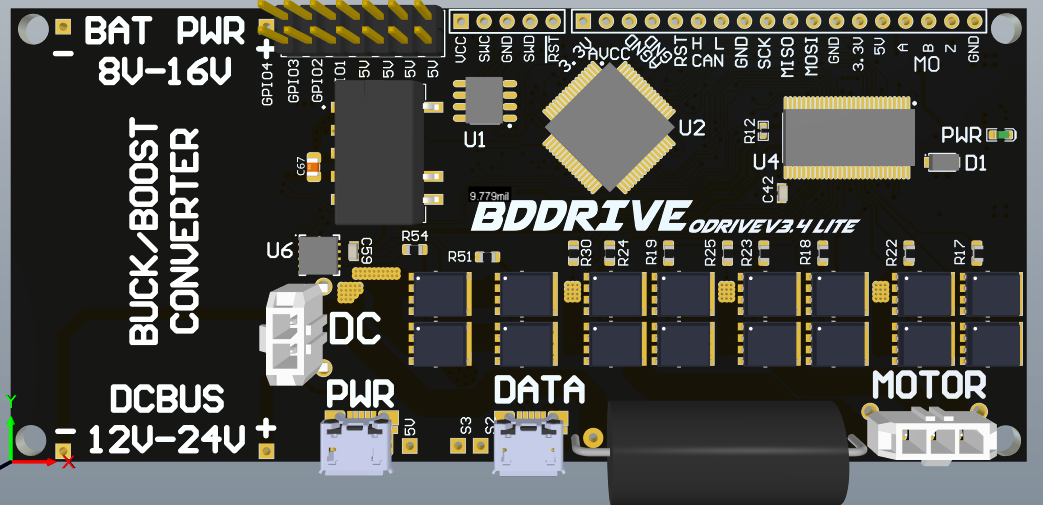 BAT PWR
8V-16V
- +
GPIO4
GPIO3
GPIO2
IO1
5V
5V
5V
5V
VCC
SWC
GND
SWD
RST
3.3V
AVCC
RST
H L
CAN
GND
SCK
MISO
MOSI
GND
3.3V
5V
A
B
Z
GND
MO
U1
U2
R12
U4
C42
PWR
D1
C67
9.779mil
BDDRIVE ODRIVEV3.4 LITE
BUCK/BOOST
CONVERTER
U6
C59
R54
R51
R30
R24
R19
R25
R23
R18
R22
R17
DC
DCBUS
- 12V-24V +
PWR
5V
S3
S2
DATA
MOTOR
Y
X